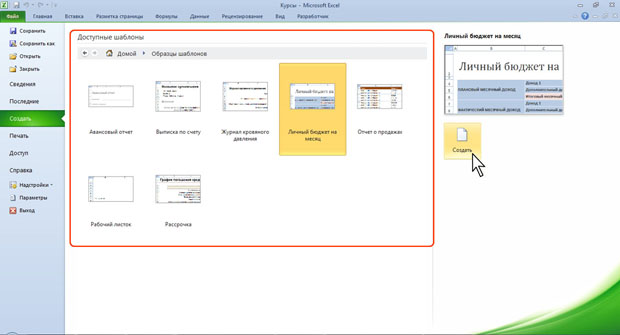 Курсы - Microsoft Excel
Файл Главная Вставка Разметка страницы Формулы Данные Рецензирование Вид Разработчик
Сохранить
Сохранить как
Открыть
Закрыть
Сведения
Последние
Создать
Печать
Доступ
Справка
Надстройки
Параметры
Выход
Доступные шаблоны
Домой Образцы шаблонов
Авансовый отчет
Выписка по счету
Журнал кровяного давления
Личный бюджет на месяц
Отчет о продажах
Рабочий листок
Рассрочка
Личный бюджет на месяц
Личный бюджет на
Доход 1
Создать